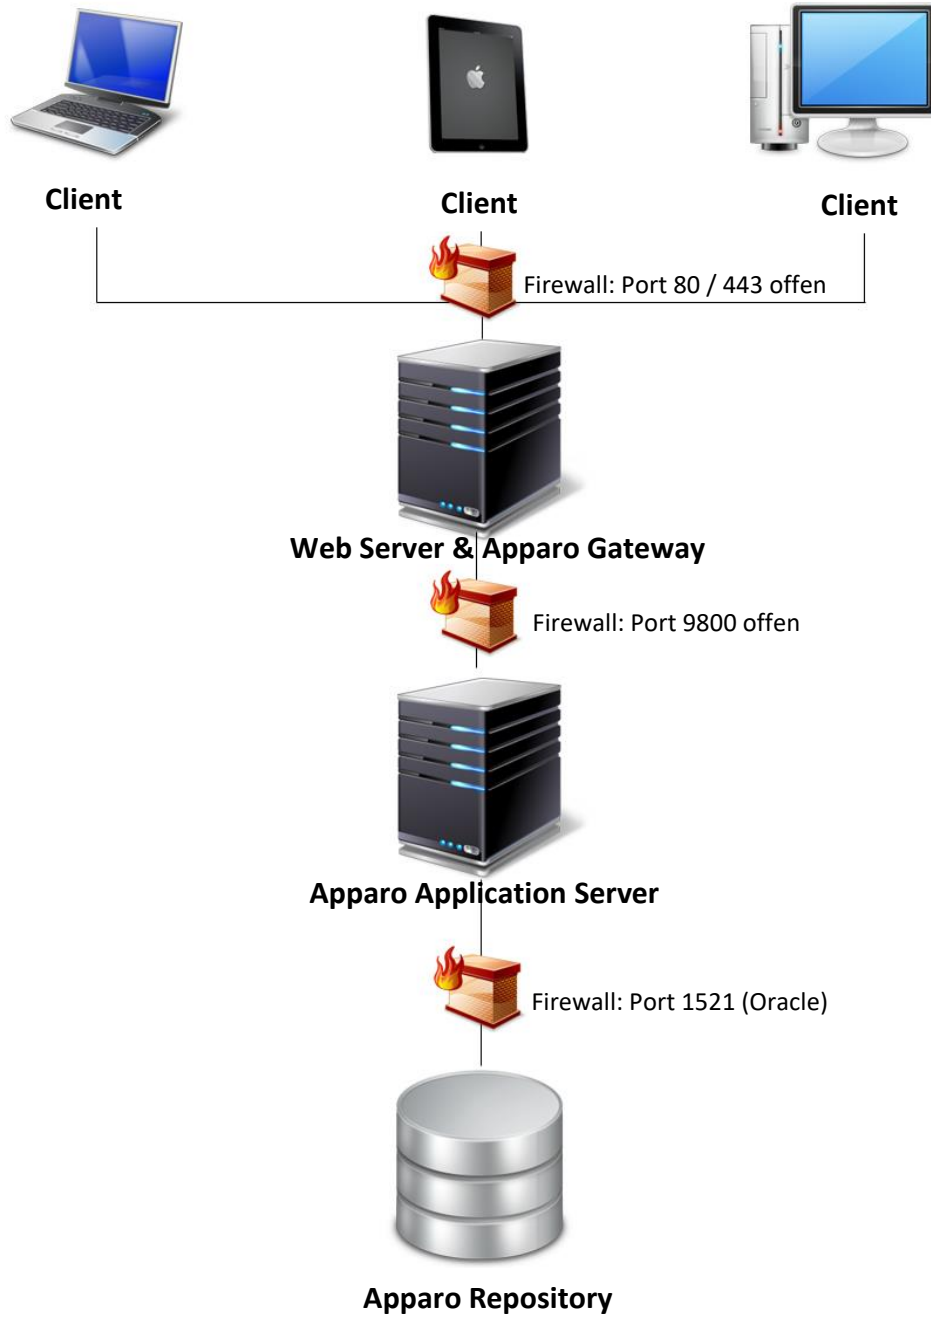 Client
Client
Client
Firewall: Port 80 / 443 offen
Web Server & Apparo Gateway
Firewall: Port 9800 offen
Apparo Application Server
Firewall: Port 1521 (Oracle)
Apparo Repository